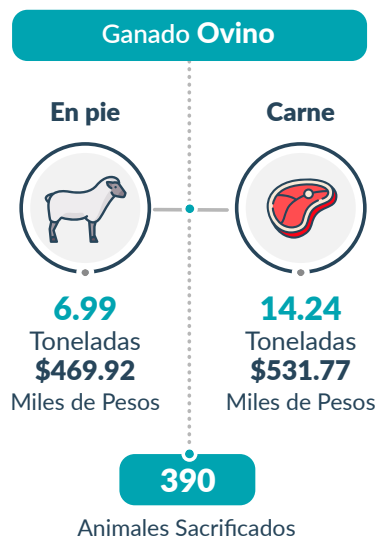 Ganado Ovino
En pie
6.99
Toneladas
$469.92
Miles de Pesos
Carne
14.24
Toneladas
$531.77
Miles de Pesos
390
Animales Sacrificados